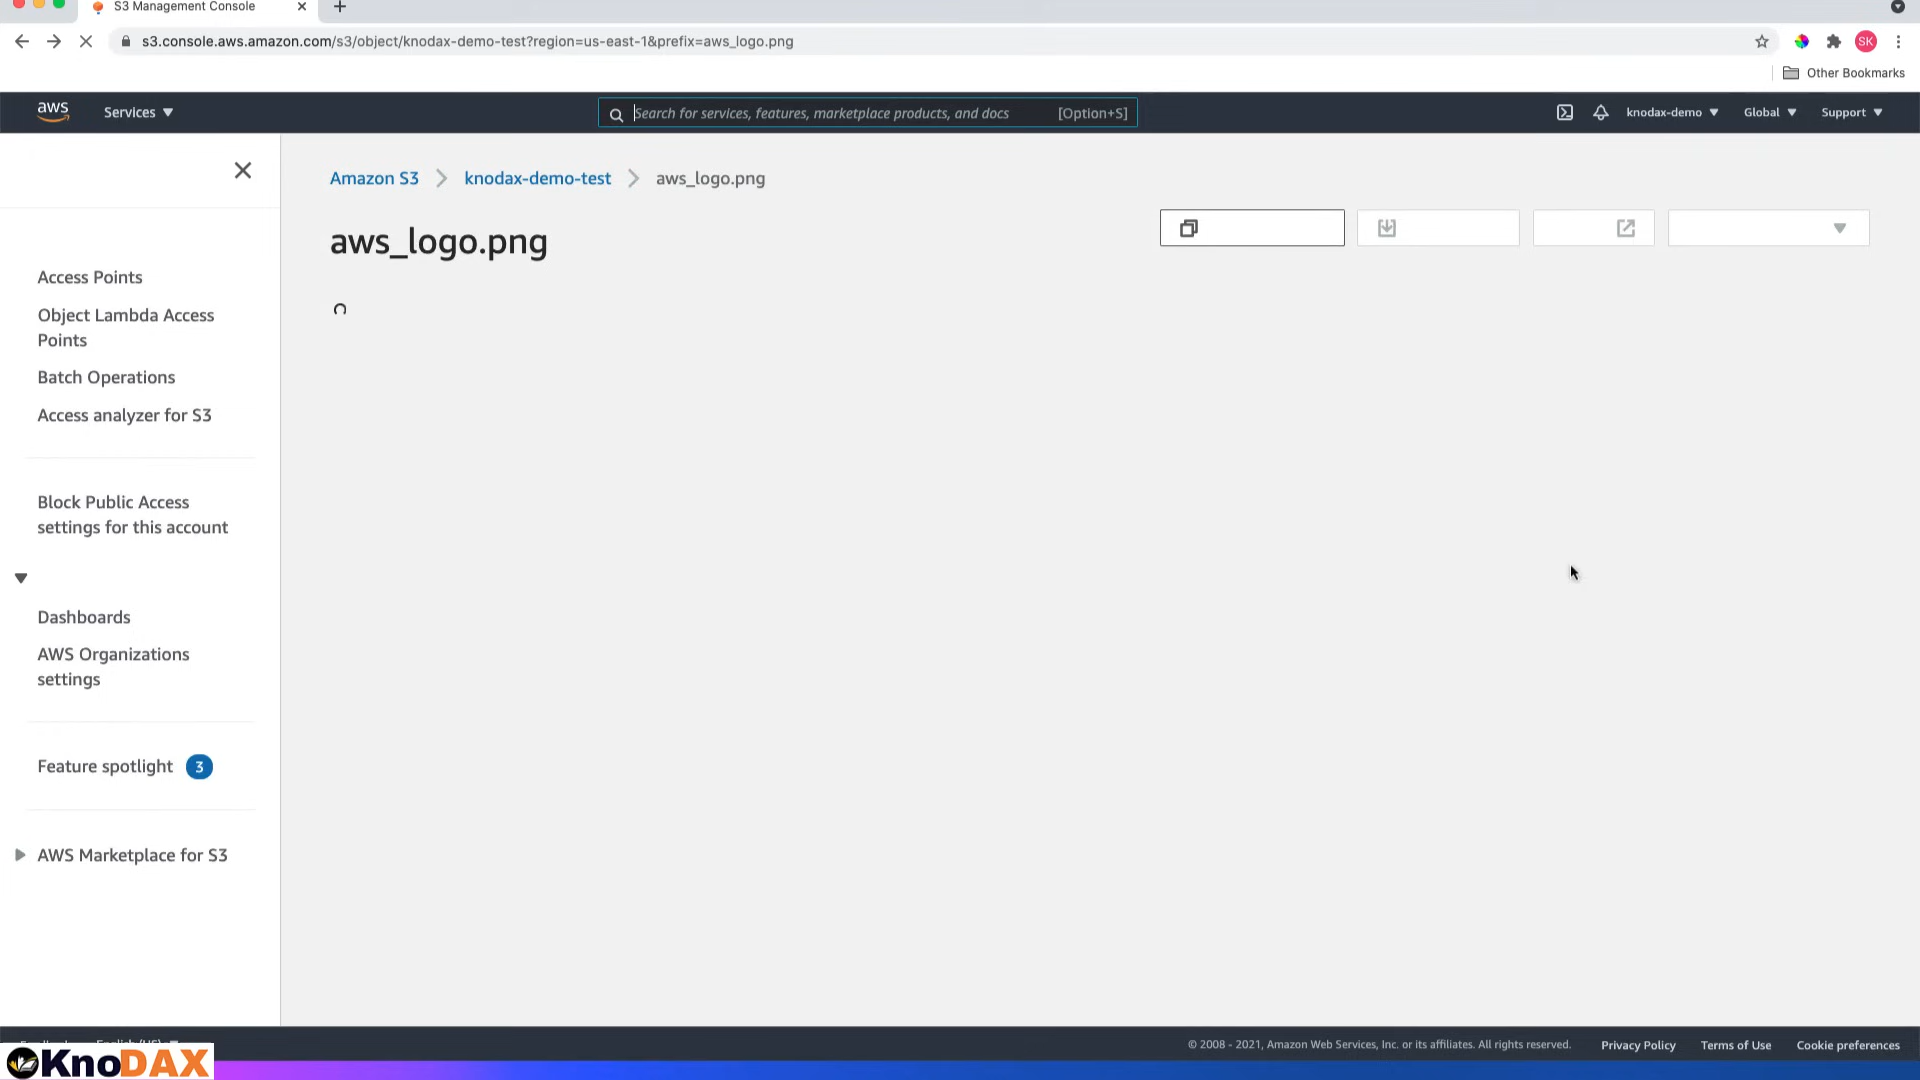 S3 Management Console
s3.console.aws.amazon.com/s3/object/knodax-demo-test?region=us-east-1&prefix=aws_logo.png
SK
Other Bookmarks
aws
Services
Search for services, features, marketplace products, and docs [Option+S]
knodax-demo
Global
Support
Amazon S3 knodax-demo-test aws_logo.png
aws_logo.png
Access Points
Object Lambda Access
Points
Batch Operations
Access analyzer for S3
Block Public Access
settings for this account
Dashboards
AWS Organizations
settings
Feature spotlight 3
AWS Marketplace for S3
English (US)
© 2008 - 2021, Amazon Web Services, Inc. or its affiliates. All rights reserved.
Privacy Policy
Terms of Use
Cookie preferences
KnoDAX